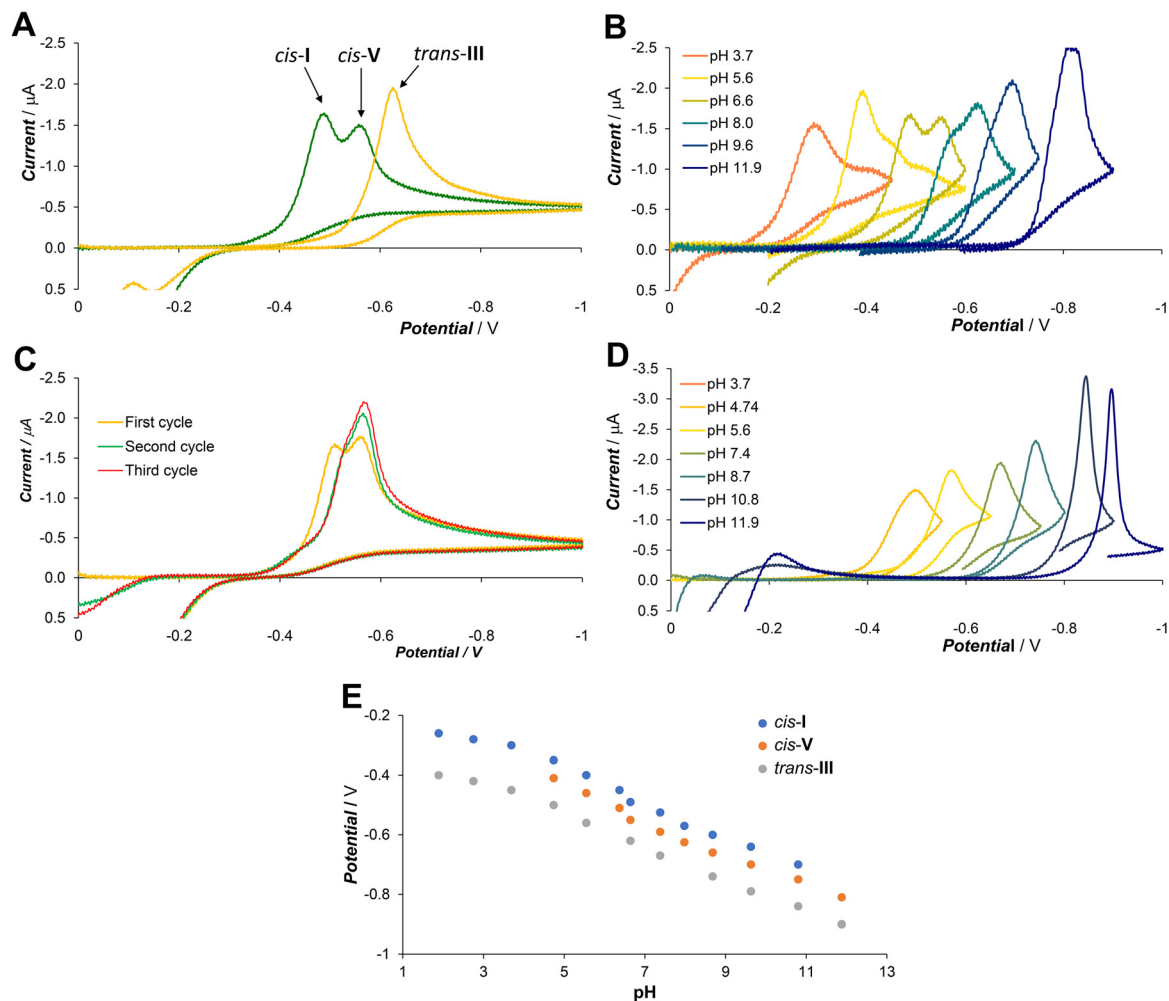 A
-2.5
-2.0
-1.5
-1.0
-0.5
0.0
0.5
Current / μA
cis-I
cis-V
trans-III
0
-0.2
-0.4
-0.6
-0.8
-1
Potential / V
B
-2.5
-2.0
-1.5
-1.0
-0.5
0.0
0.5
Current / μA
pH 3.7
pH 5.6
pH 6.6
pH 8.0
pH 9.6
pH 11.9
0
-0.2
-0.4
-0.6
-0.8
-1
Potential / V
C
-2.5
-2.0
-1.5
-1.0
-0.5
0.0
0.5
Current / μA
First cycle
Second cycle
Third cycle
0
-0.2
-0.4
-0.6
-0.8
-1
Potential / V
D
-3.5
-3.0
-2.5
-2.0
-1.5
-1.0
-0.5
0.0
0.5
Current / μA
pH 3.7
pH 4.74
pH 5.6
pH 7.4
pH 8.7
pH 10.8
pH 11.9
0
-0.2
-0.4
-0.6
-0.8
-1
Potential / V
E
-0.2
-0.4
-0.6
-0.8
-1
Potential / V
cis-I
cis-V
trans-III
1
3
5
7
9
11
13
pH